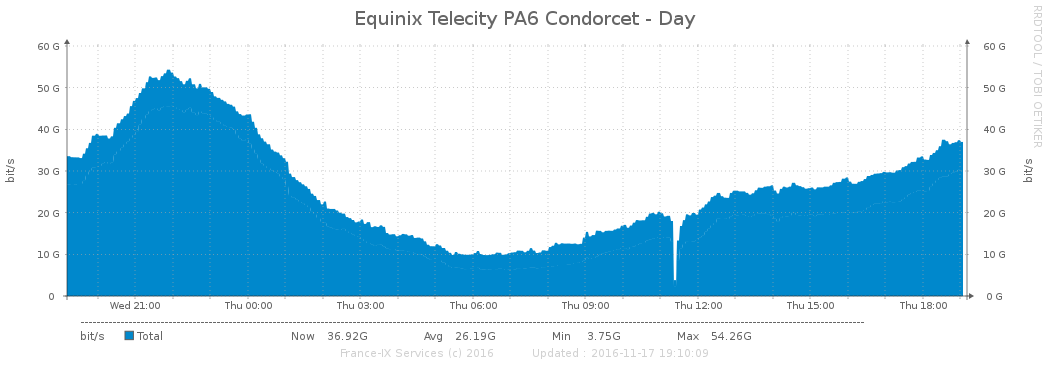 Equinix Telecity PA6 Condorcet - Day
RRDTOOL / TOBI OETIKER
60 G 60 G
50 G 50 G
40 G 40 G
30 G 30 G
20 G 20 G
10 G 10 G
0 0 G
bit/s bit/s
Wed 21:00 Thu 00:00 Thu 03:00 Thu 06:00 Thu 09:00 Thu 12:00 Thu 15:00 Thu 18:00
bit/s Total Now 36.92G Avg 26.19G Min 3.75G Max 54.26G
France-IX Services (c) 2016 Updated : 2016-11-17 19:10:09